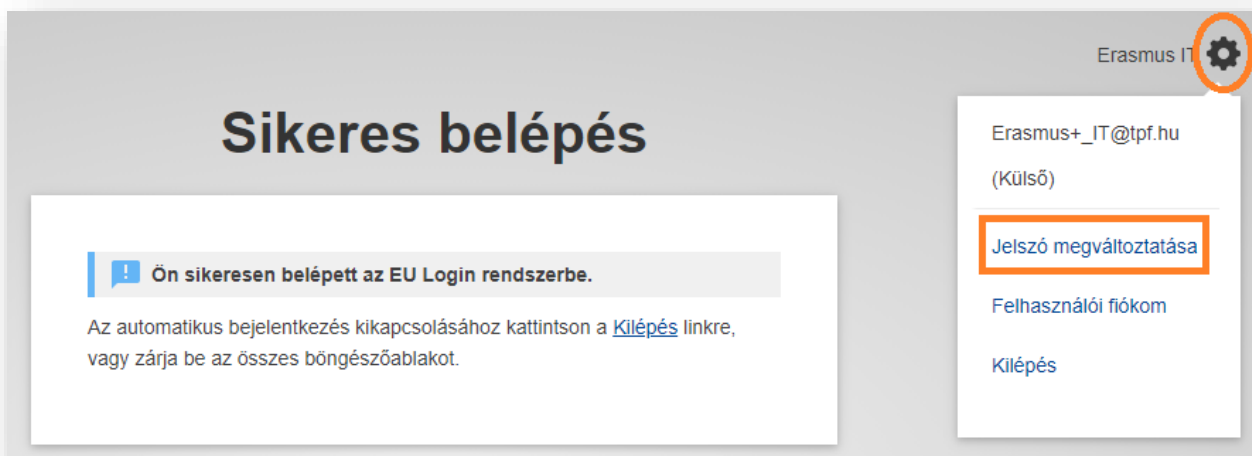 Erasmus IT
Sikeres belépés
Ön sikeresen belépett az EU Login rendszerbe.
Az automatikus bejelentkezés kikapcsolásához kattintson a Kilépés linkre,
vagy zárja be az összes böngészőablakot.
Erasmus+_IT@tpf.hu
(Külső)
Jelszó megváltoztatása
Felhasználói fiókom
Kilépés